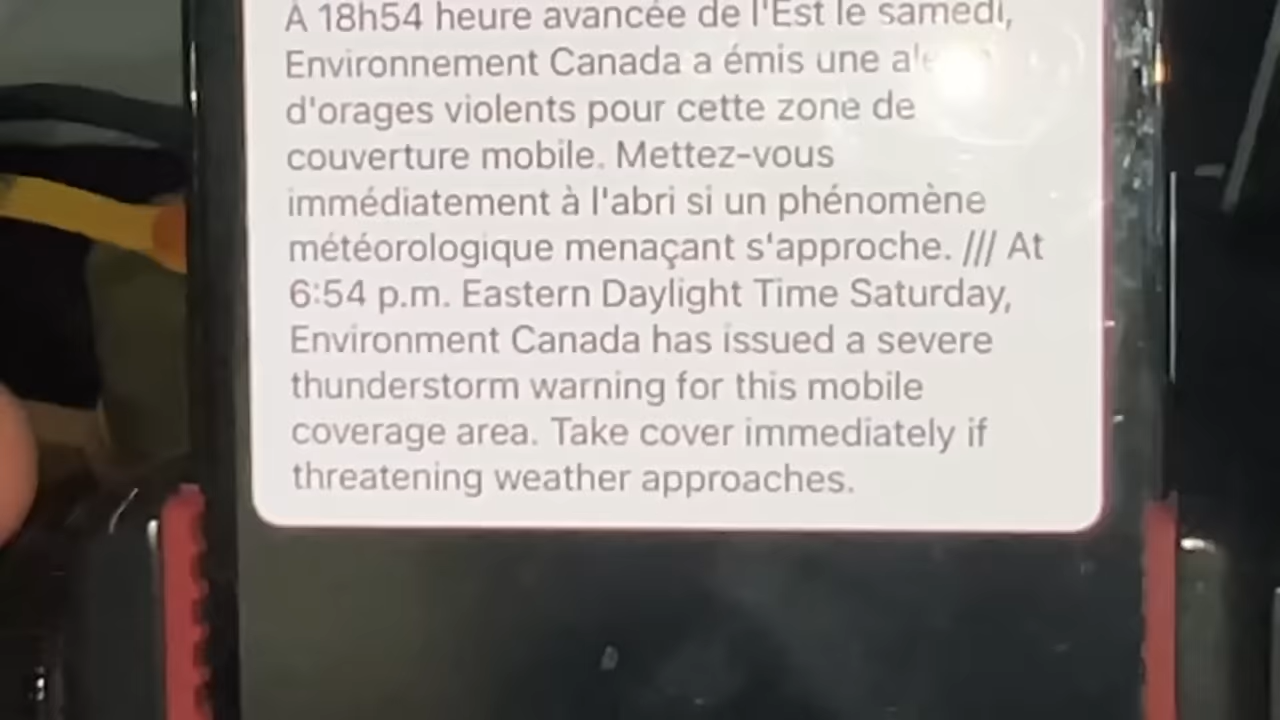 À 18h54 heure avancée de l'Est le samedi,
Environnement Canada a émis une
d'orages violents pour cette zone de
couverture mobile. Mettez-vous
immédiatement à l'abri si un phénomène
météorologique menaçant s'approche. /// At
6:54 p.m. Eastern Daylight Time Saturday,
Environment Canada has issued a severe
thunderstorm warning for this mobile
coverage area. Take cover immediately if
threatening weather approaches.